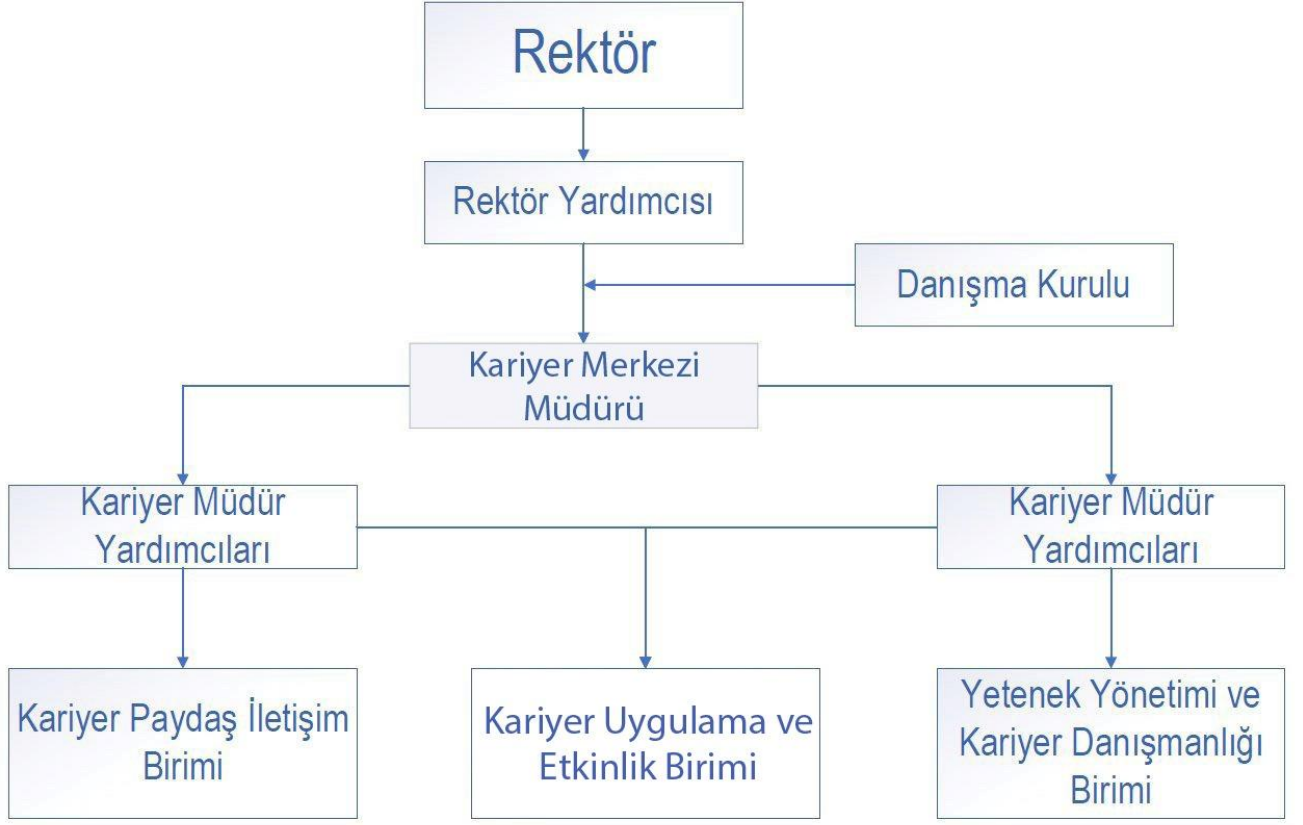 Rektör
Rektör Yardımcısı
Danışma Kurulu
Kariyer Merkezi
Müdürü
Kariyer Müdür
Yardımcıları
Kariyer Müdür
Yardımcıları
Kariyer Paydaş İletişim
Birimi
Kariyer Uygulama ve
Etkinlik Birimi
Yetenek Yönetimi ve
Kariyer Danışmanlığı
Birimi